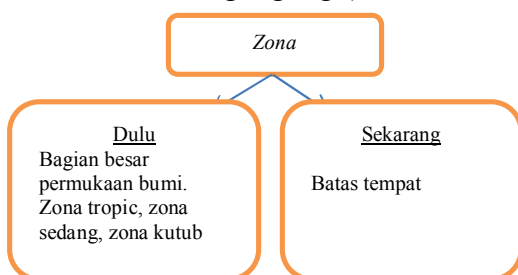 Zona
Dulu
Bagian besar
permukaan bumi.
Zona tropic, zona
sedang, zona kutub
Sekarang
Batas tempat